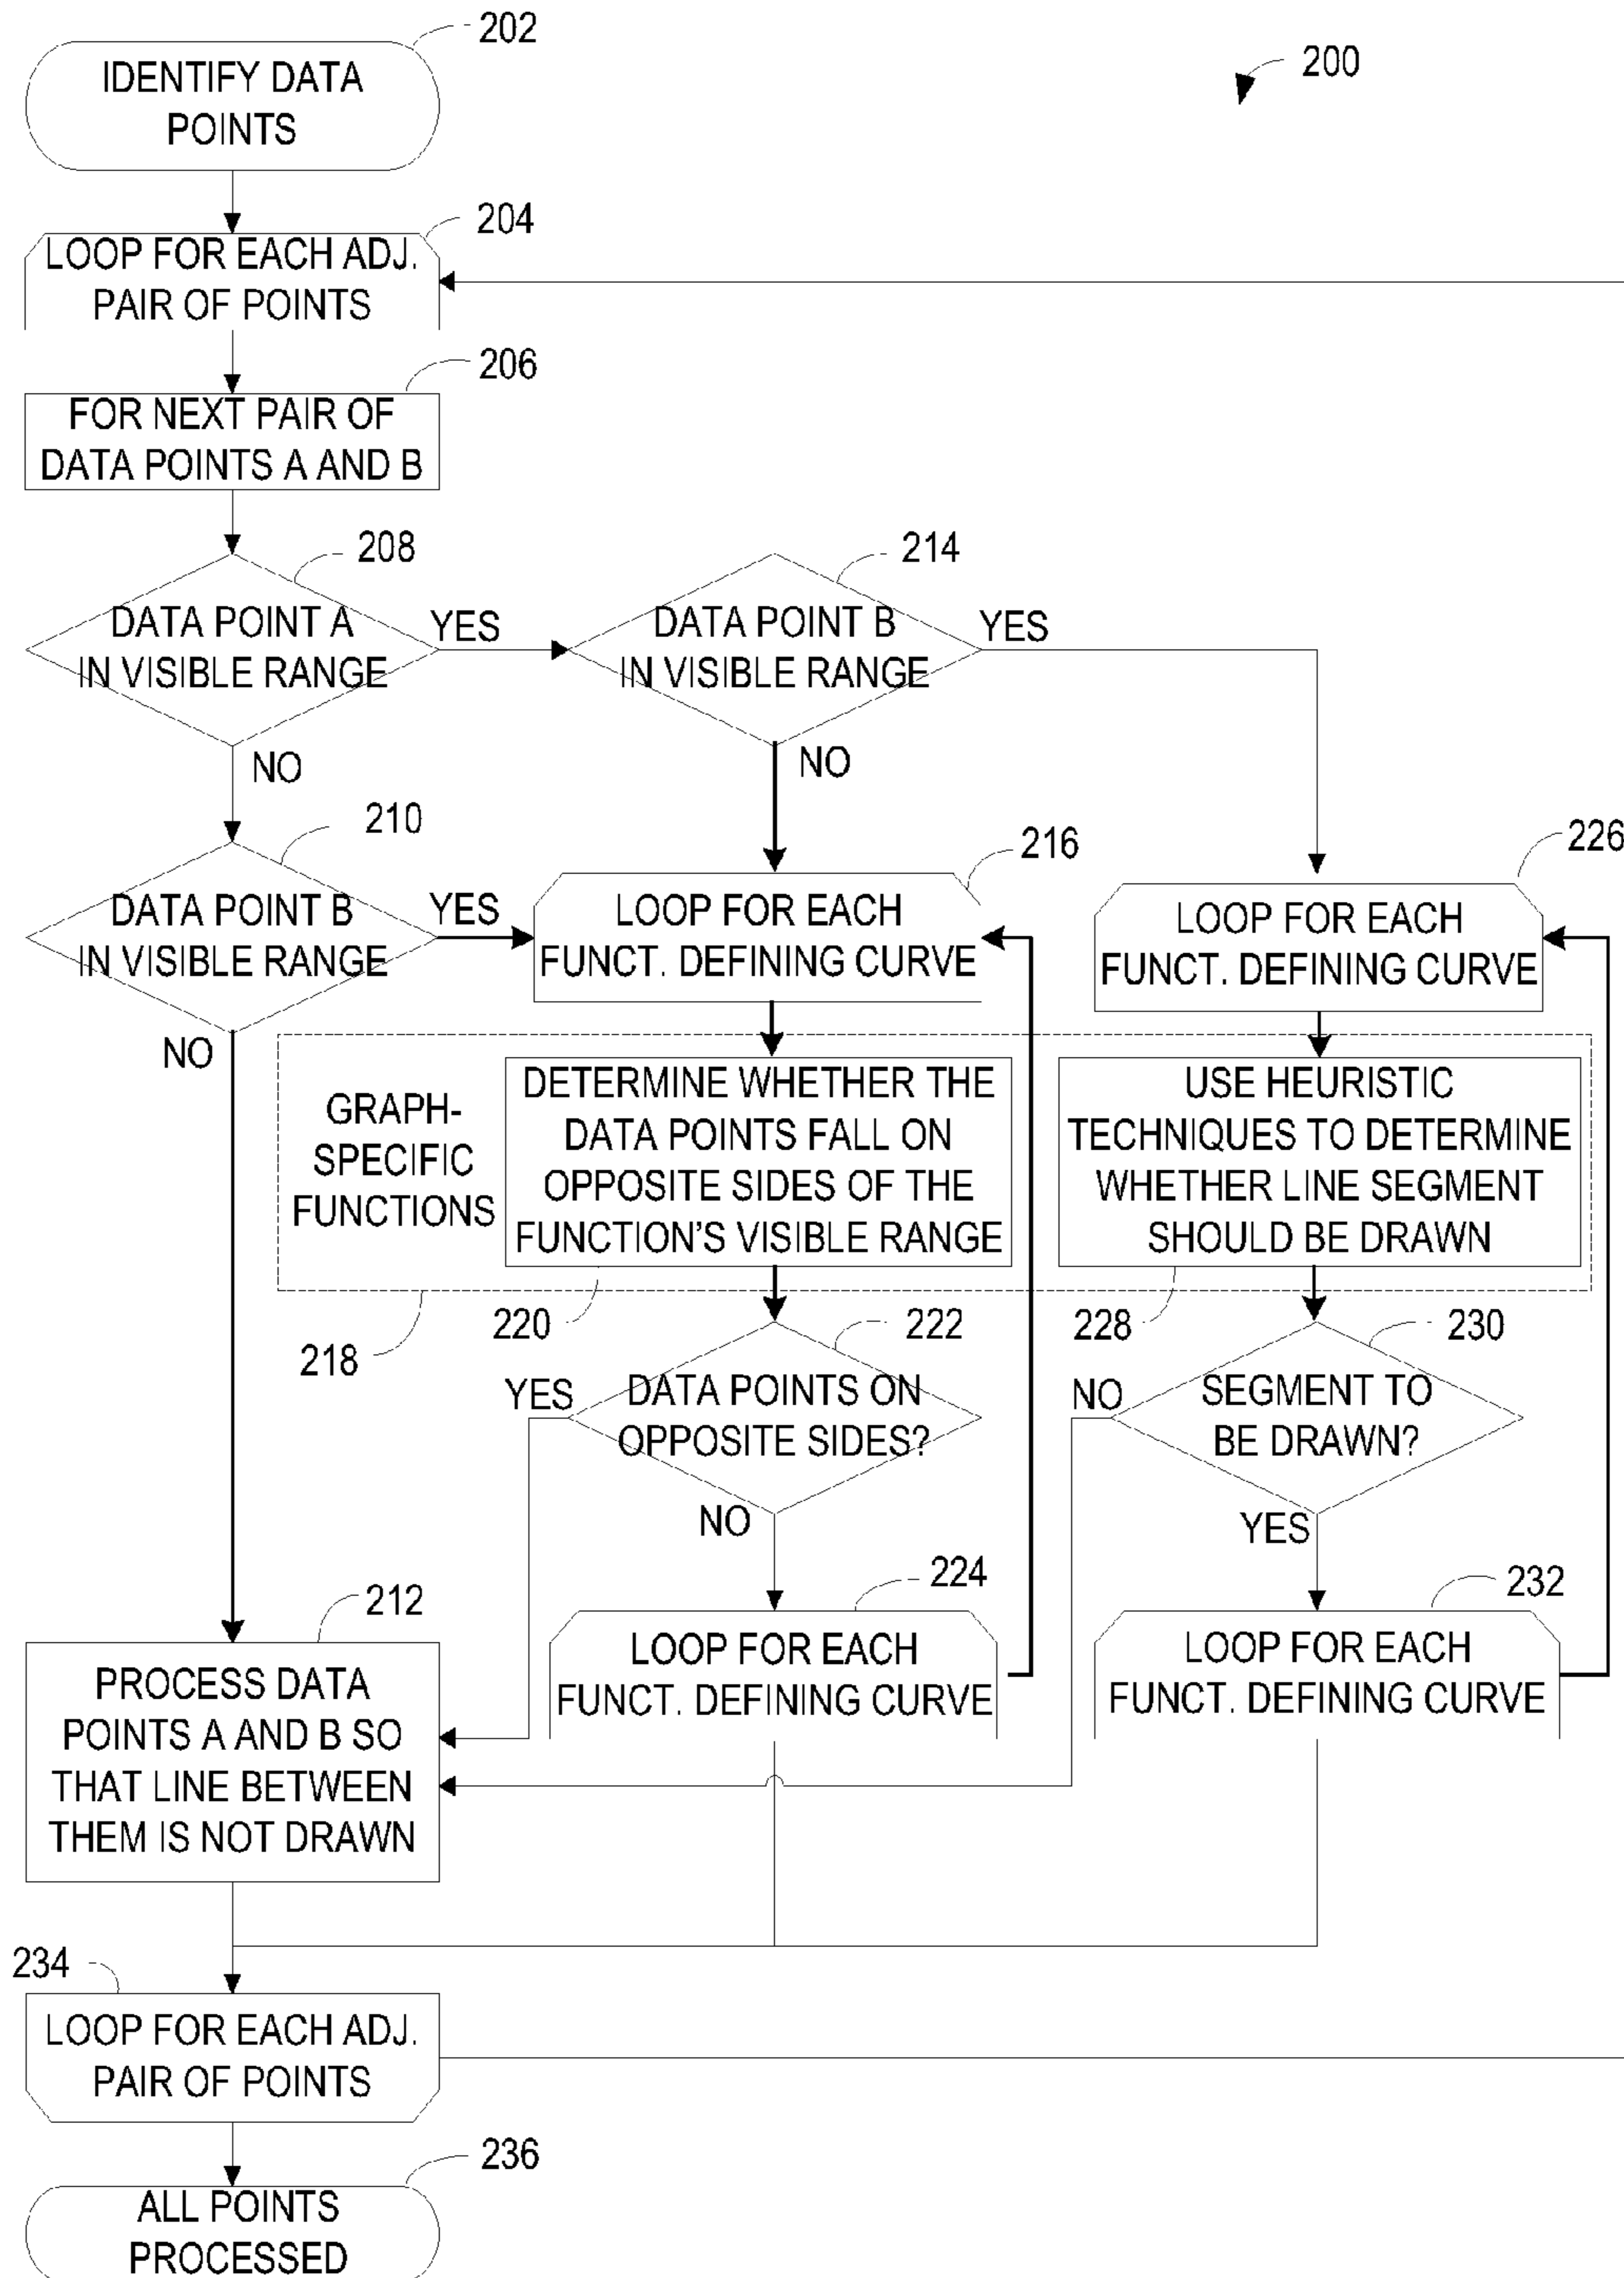 202
IDENTIFY DATA
POINTS
200
204
LOOP FOR EACH ADJ.
PAIR OF POINTS
206
FOR NEXT PAIR OF
DATA POINTS A AND B
208
DATA POINT A
IN VISIBLE RANGE
YES
NO
214
DATA POINT B
IN VISIBLE RANGE
YES
NO
210
DATA POINT B
IN VISIBLE RANGE
YES
NO
216
LOOP FOR EACH
FUNCT. DEFINING CURVE
226
LOOP FOR EACH
FUNCT. DEFINING CURVE
GRAPH-
SPECIFIC
FUNCTIONS
DETERMINE WHETHER THE
DATA POINTS FALL ON
OPPOSITE SIDES OF THE
FUNCTION'S VISIBLE RANGE
USE HEURISTIC
TECHNIQUES TO DETERMINE
WHETHER LINE SEGMENT
SHOULD BE DRAWN
218
220
222
228
230
YES
DATA POINTS ON
OPPOSITE SIDES?
NO
NO
SEGMENT TO
BE DRAWN?
YES
212
PROCESS DATA
POINTS A AND B SO
THAT LINE BETWEEN
THEM IS NOT DRAWN
224
LOOP FOR EACH
FUNCT. DEFINING CURVE
232
LOOP FOR EACH
FUNCT. DEFINING CURVE
234
LOOP FOR EACH ADJ.
PAIR OF POINTS
236
ALL POINTS
PROCESSED